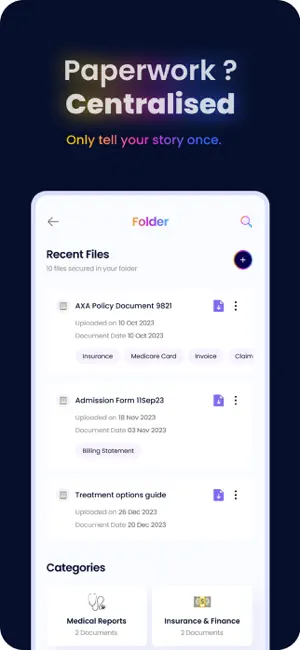 Paperwork ?
Centralised
Only tell your story once.
Folder
Recent Files
10 files secured in your folder
+
AXA Policy Document 9821
Uploaded on 10 Oct 2023
Document Date 10 Oct 2023
Insurance Medicare Card Invoice Claim
Admission Form 11Sep23
Uploaded on 18 Nov 2023
Document Date 03 Nov 2023
Billing Statement
Treatment options guide
Uploaded on 26 Dec 2023
Document Date 20 Dec 2023
Categories
Medical Reports Insurance & Finance
2 Documents 2 Documents